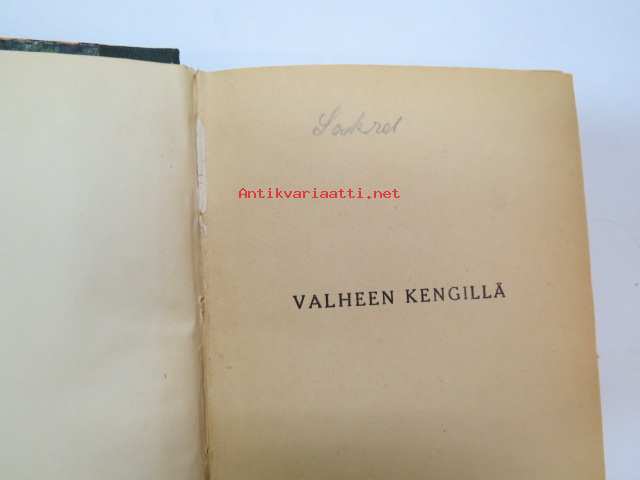 Antikvariaatti.net
VALHEEN KENGILLÄ